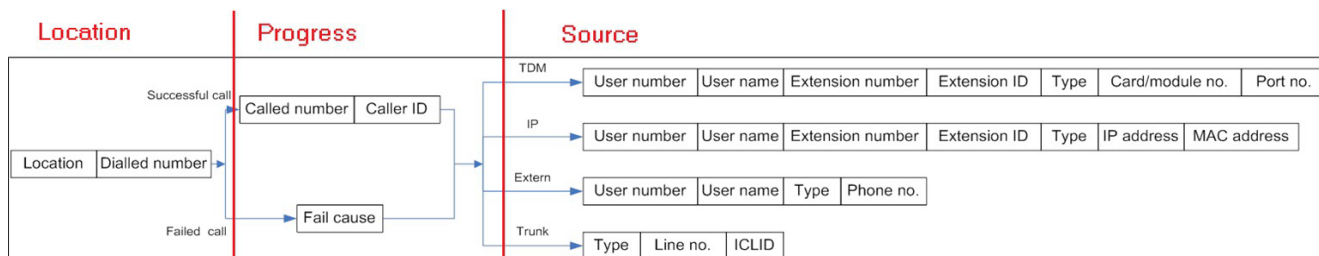 Location Progress Source
TDM
User number User name Extension number Extension ID Type Card/module no. Port no.
Successful call
Called number Caller ID
IP
User number User name Extension number Extension ID Type IP address MAC address
Location Dialled number
Extern
User number User name Type Phone no.
Fail cause
Failed call
Trunk
Type Line no. ICLID